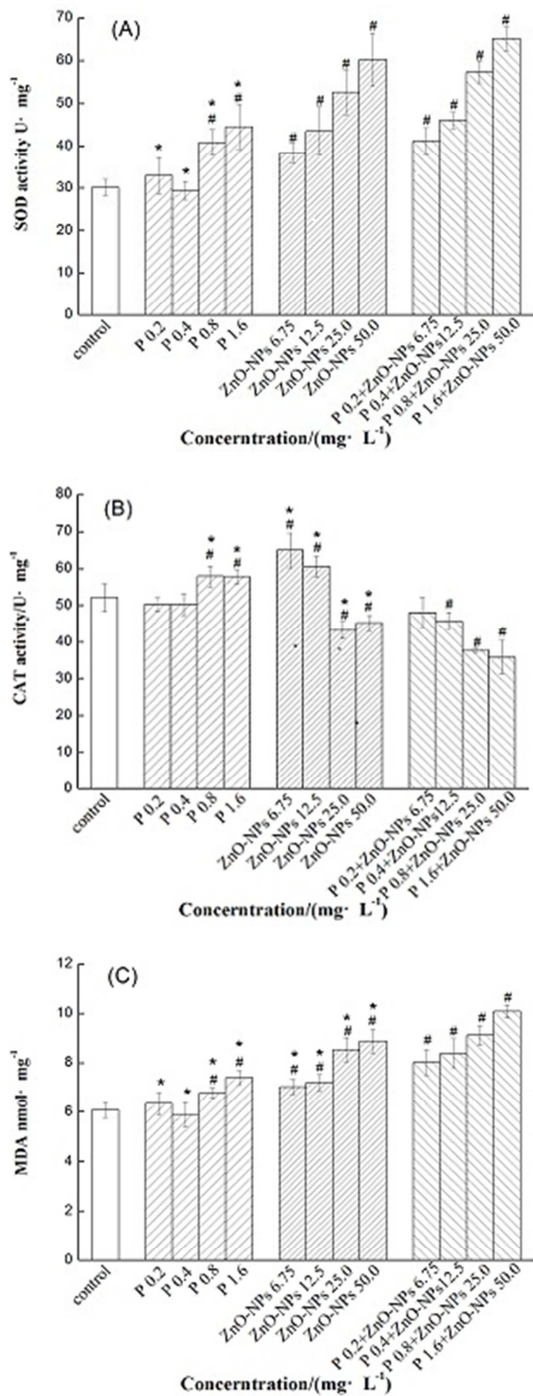 (A)
SOD activity U· mg⁻¹
70
60
50
40
30
20
10
0
* * *# *# # # # # # # # #
control
P 0.2
P 0.4
P 0.8
P 1.6
ZnO-NPs 6.75
ZnO-NPs 12.5
ZnO-NPs 25.0
ZnO-NPs 50.0
P 0.2+ZnO-NPs 6.75
P 0.4+ZnO-NPs12.5
P 0.8+ZnO-NPs 25.0
P 1.6+ZnO-NPs 50.0
Concerntration/(mg· L⁻¹)
(B)
CAT activity/U· mg⁻¹
80
70
60
50
40
30
20
10
0
*# *# *# *# *# *# # # #
control
P 0.2
P 0.4
P 0.8
P 1.6
ZnO-NPs 6.75
ZnO-NPs 12.5
ZnO-NPs 25.0
ZnO-NPs 50.0
P 0.2+ZnO-NPs 6.75
P 0.4+ZnO-NPs12.5
P 0.8+ZnO-NPs 25.0
P 1.6+ZnO-NPs 50.0
Concerntration/(mg· L⁻¹)
(C)
MDA nmol· mg⁻¹
12
10
8
6
4
2
0
* * *# *# *# *# *# *# # # # #
control
P 0.2
P 0.4
P 0.8
P 1.6
ZnO-NPs 6.75
ZnO-NPs 12.5
ZnO-NPs 25.0
ZnO-NPs 50.0
P 0.2+ZnO-NPs 6.75
P 0.4+ZnO-NPs12.5
P 0.8+ZnO-NPs 25.0
P 1.6+ZnO-NPs 50.0
Concerntration/(mg· L⁻¹)